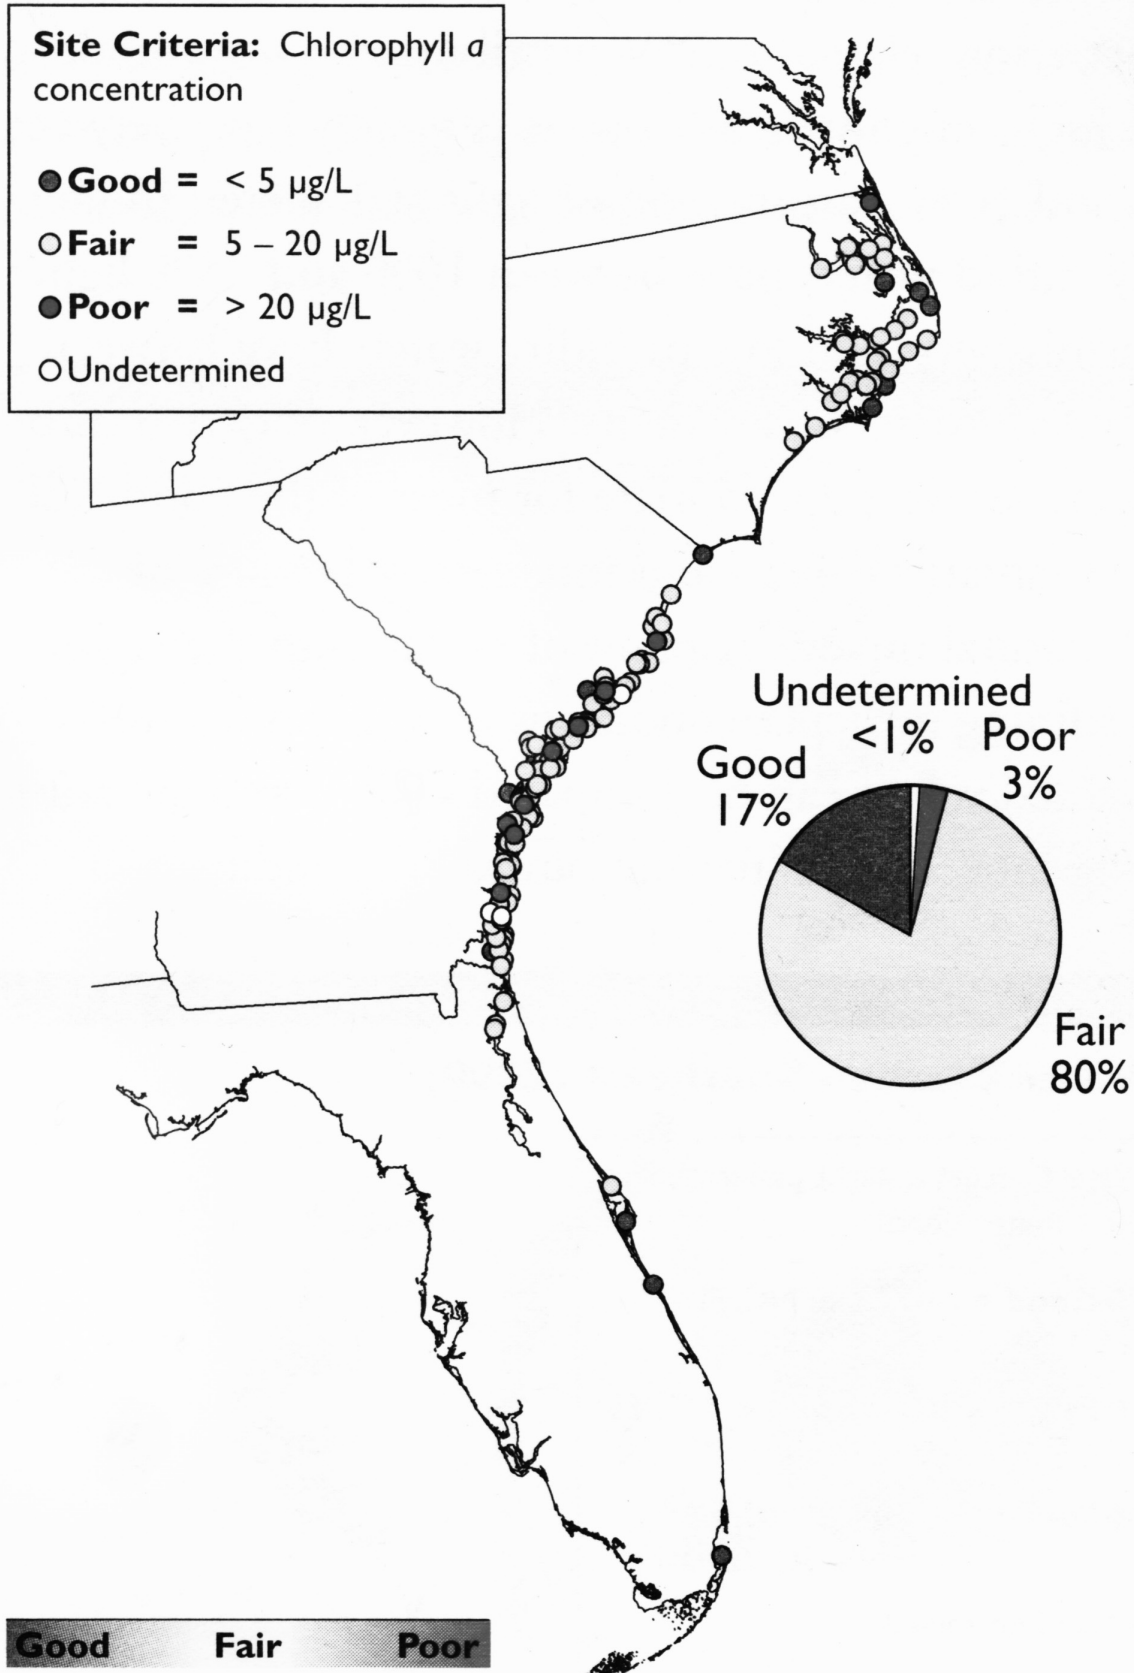 Site Criteria: Chlorophyll a
concentration
Good = < 5 µg/L
Fair = 5 – 20 µg/L
Poor = > 20 µg/L
Undetermined
Undetermined
<1%
Poor
3%
Good
17%
Fair
80%
Good Fair Poor